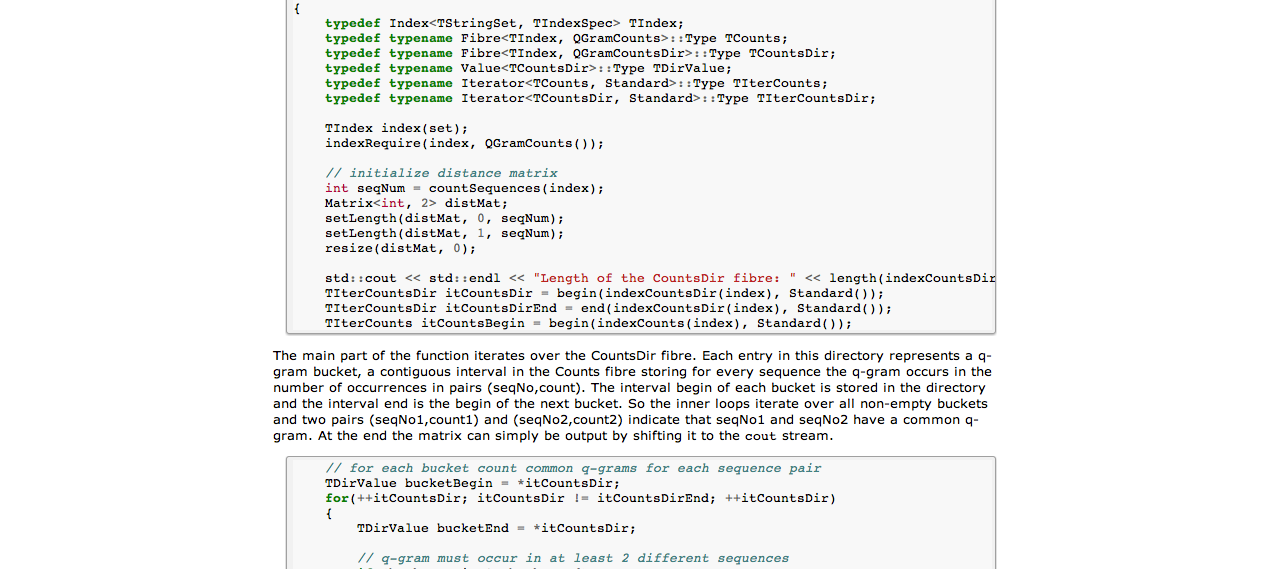 {
typedef Index<TStringSet, TIndexSpec> TIndex;
typedef typename Fibre<TIndex, QGramCounts>::Type TCounts;
typedef typename Fibre<TIndex, QGramCountsDir>::Type TCountsDir;
typedef typename Value<TCountsDir>::Type TDirValue;
typedef typename Iterator<TCounts, Standard>::Type TIterCounts;
typedef typename Iterator<TCountsDir, Standard>::Type TIterCountsDir;
TIndex index(set);
indexRequire(index, QGramCounts());
// initialize distance matrix
int seqNum = countSequences(index);
Matrix<int, 2> distMat;
setLength(distMat, 0, seqNum);
setLength(distMat, 1, seqNum);
resize(distMat, 0);
std::cout << std::endl << "Length of the CountsDir fibre: " << length(indexCountsDir
TIterCountsDir itCountsDir = begin(indexCountsDir(index), Standard());
TIterCountsDir itCountsDirEnd = end(indexCountsDir(index), Standard());
TIterCounts itCountsBegin = begin(indexCounts(index), Standard());
The main part of the function iterates over the CountsDir fibre. Each entry in this directory represents a q-
gram bucket, a contiguous interval in the Counts fibre storing for every sequence the q-gram occurs in the
number of occurrences in pairs (seqNo,count). The interval begin of each bucket is stored in the directory
and the interval end is the begin of the next bucket. So the inner loops iterate over all non-empty buckets
and two pairs (seqNo1,count1) and (seqNo2,count2) indicate that seqNo1 and seqNo2 have a common q-
gram. At the end the matrix can simply be output by shifting it to the cout stream.
// for each bucket count common q-grams for each sequence pair
TDirValue bucketBegin = *itCountsDir;
for(++itCountsDir; itCountsDir != itCountsDirEnd; ++itCountsDir)
{
TDirValue bucketEnd = *itCountsDir;
// q-gram must occur in at least 2 different sequences